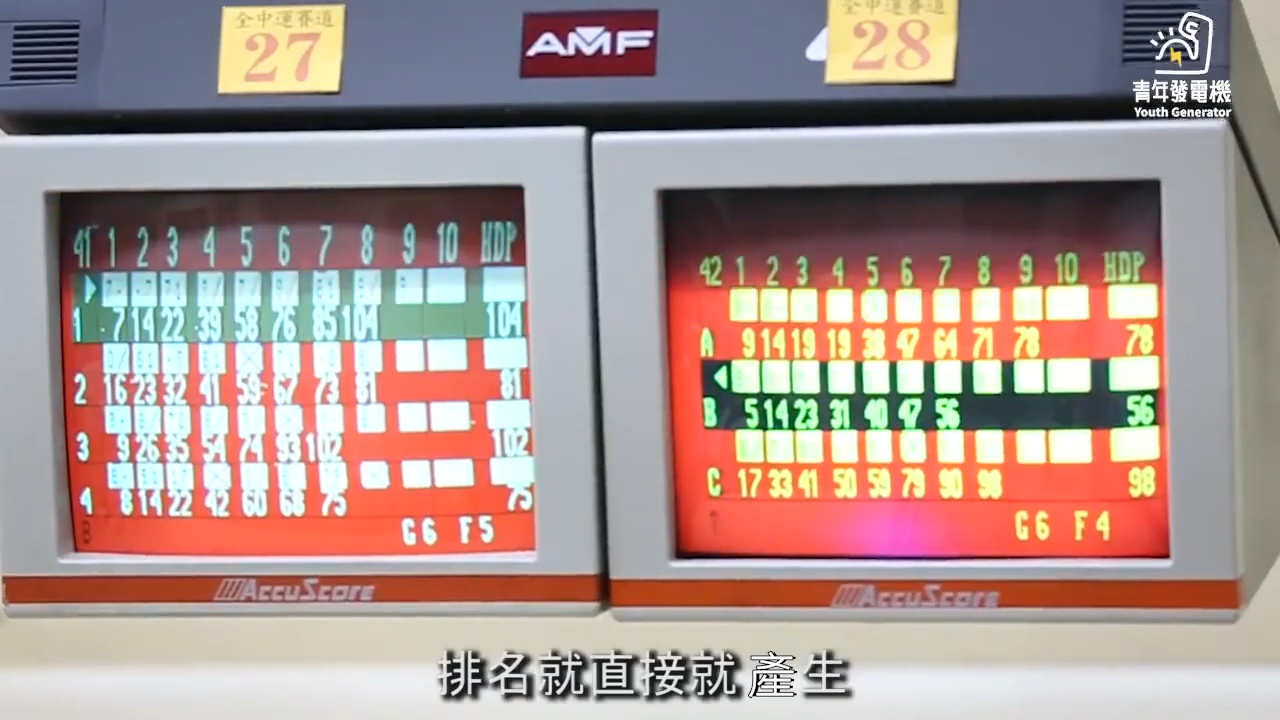 全中運賽道
27
AMF
全中運賽道
28
青年發電機
Youth Generator
41 1 2 3 4 5 6 7 8 9 10 HDP
1 7 14 22 39 58 76 85 104 104
2 16 23 32 41 59 67 73 81 81
3 9 26 35 54 74 93 102 102
4 8 14 22 42 60 68 75 75
G6 F5
42 1 2 3 4 5 6 7 8 9 10 HDP
A 9 14 19 19 38 47 64 71 78 78
B 5 14 23 31 40 47 56 56
C 17 33 41 50 59 79 90 98 98
G6 F4
AccuScore
AccuScore
排名就直接就產生